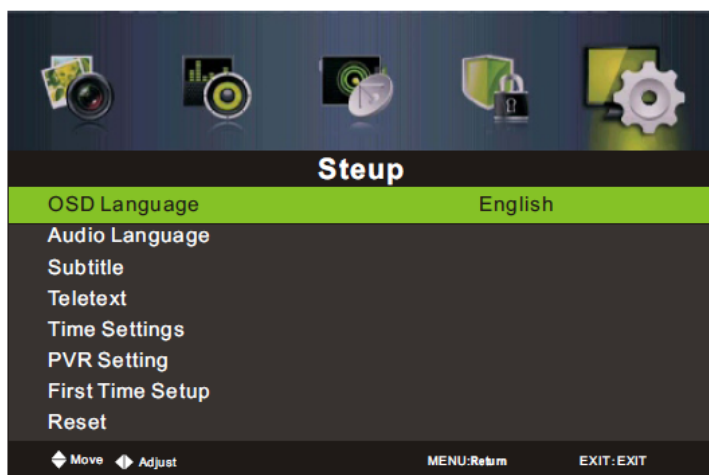 Steup
OSD Language English
Audio Language
Subtitle
Teletext
Time Settings
PVR Setting
First Time Setup
Reset
Move Adjust MENU:Return EXIT:EXIT